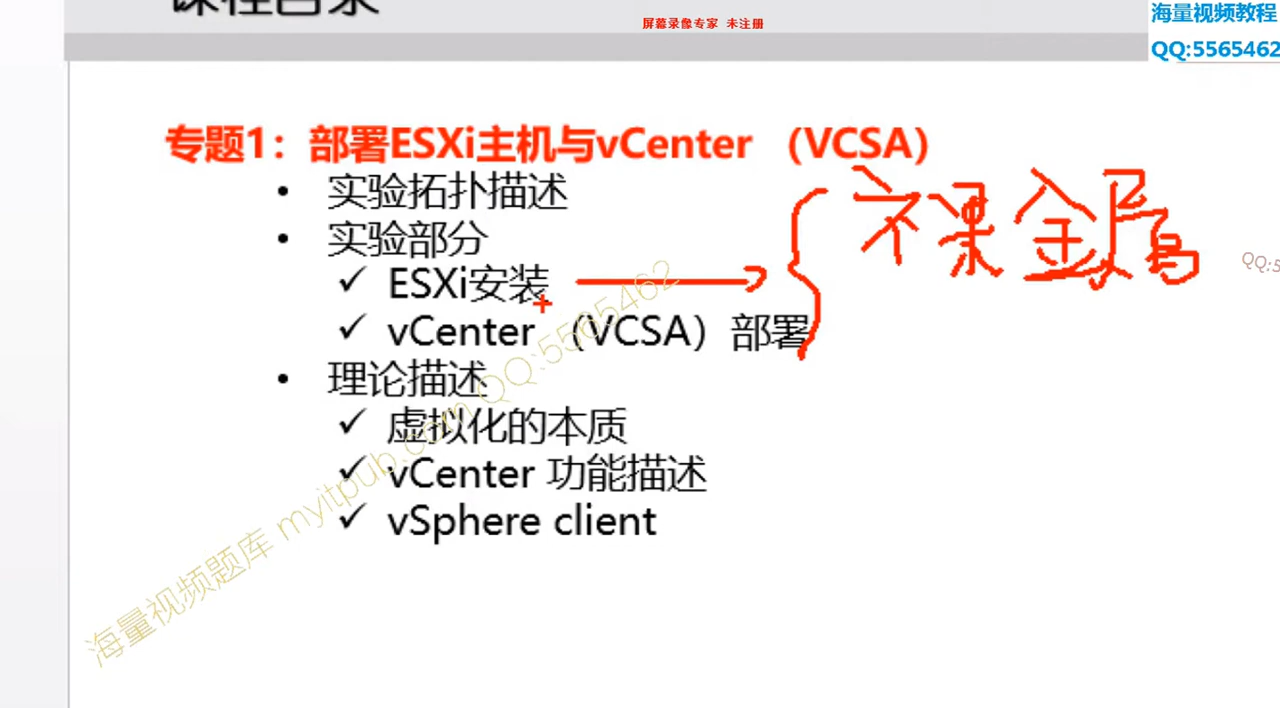 课程目录
屏幕录像专家 未注册
海量视频教程
QQ:5565462
专题1：部署ESXi主机与vCenter （VCSA）
• 实验拓扑描述
• 实验部分
✓ ESXi安装
✓ vCenter （VCSA）部署
裸金属
QQ:5
• 理论描述
✓ 虚拟化的本质
✓ vCenter 功能描述
✓ vSphere client
海量视频题库 myitpub.com QQ:5565462